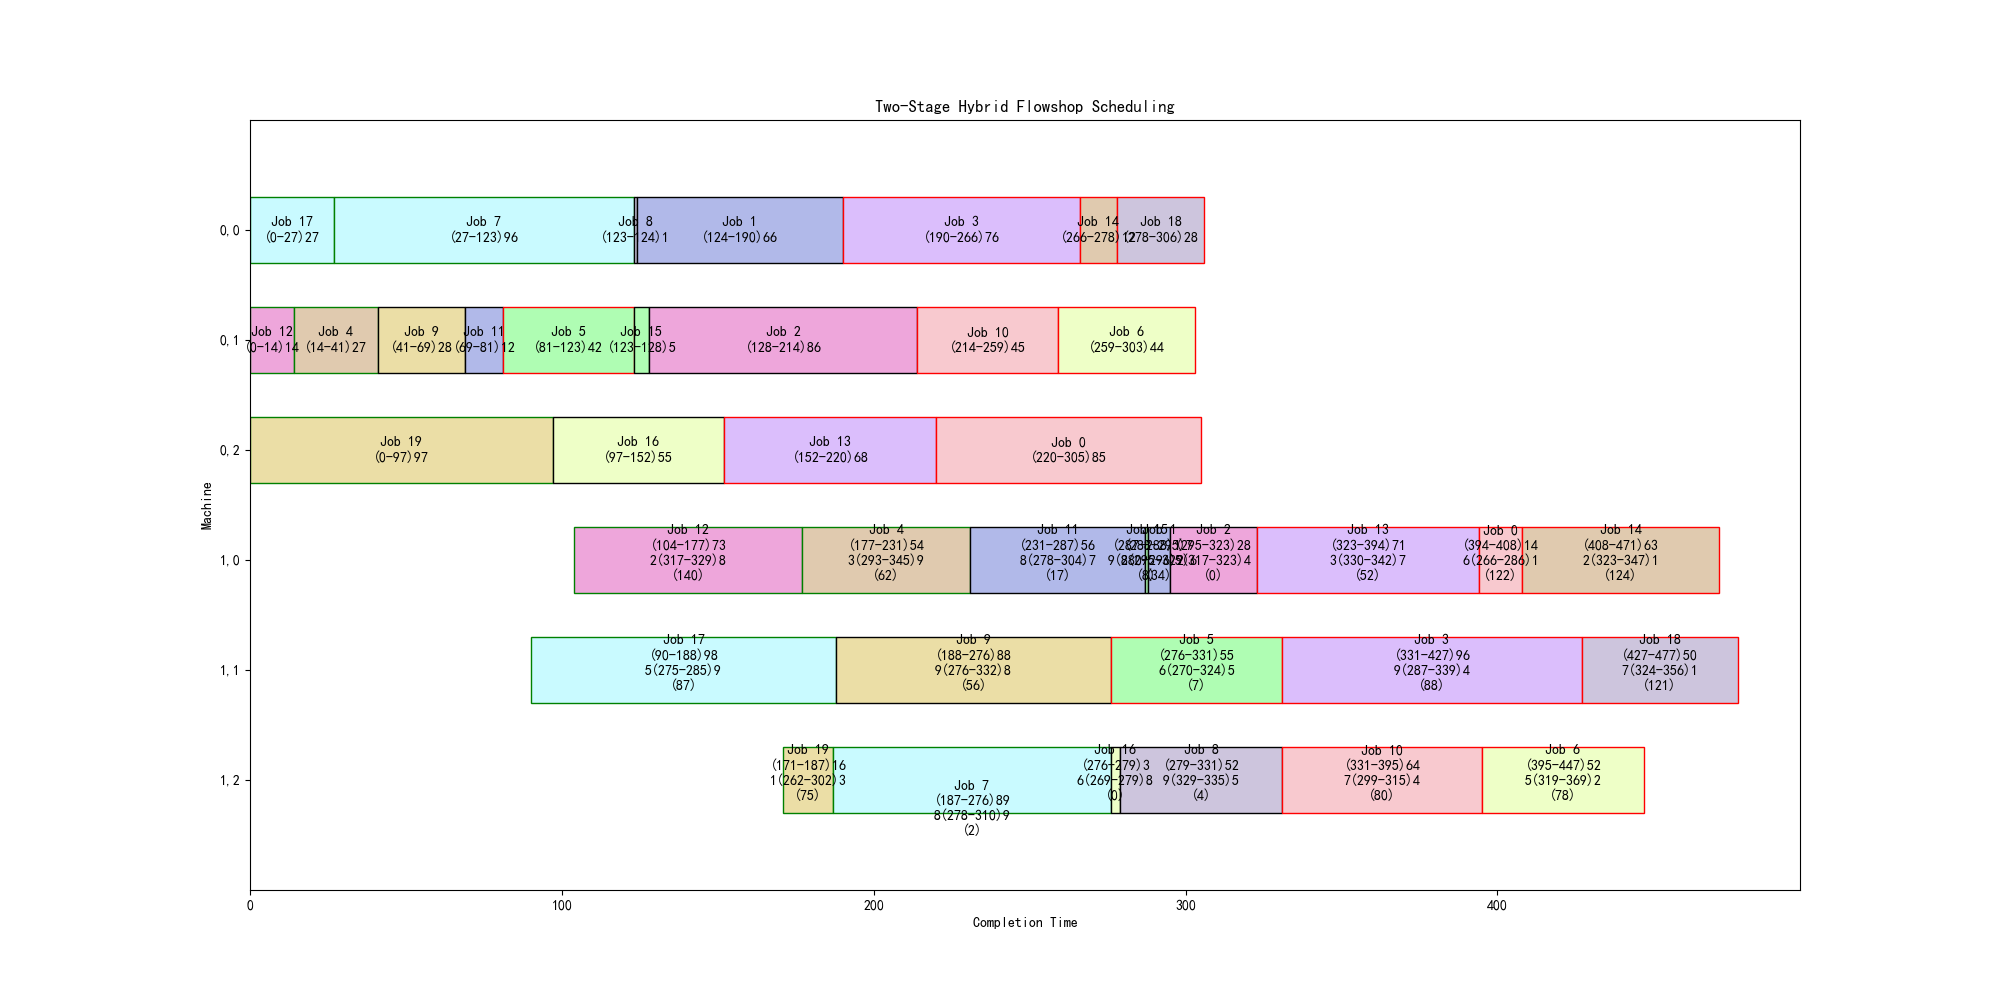 Two-Stage Hybrid Flowshop Scheduling
0,0
Job 17
(0-27)27
Job 7
(27-123)96
Job 8
(123-124)1
Job 1
(124-190)66
Job 3
(190-266)76
Job 14
(266-278)12
Job 18
(278-306)28
0,1
Job 12
(0-14)14
Job 4
(14-41)27
Job 9
(41-69)28
Job 11
(69-81)12
Job 5
(81-123)42
Job 15
(123-128)5
Job 2
(128-214)86
Job 10
(214-259)45
Job 6
(259-303)44
0,2
Job 19
(0-97)97
Job 16
(97-152)55
Job 13
(152-220)68
Job 0
(220-305)85
Machine
1,0
Job 12
(104-177)73
2(317-329)8
(140)
Job 4
(177-231)54
3(293-345)9
(62)
Job 11
(231-287)56
8(278-304)7
(17)
(34)
Job 2
(295-323)28
(317-323)4
(0)
Job 13
(323-394)71
3(330-342)7
(52)
Job 0
(394-408)14
6(266-286)1
(122)
Job 14
(408-471)63
2(323-347)1
(124)
1,1
Job 17
(90-188)98
5(275-285)9
(87)
Job 9
(188-276)88
9(276-332)8
(56)
Job 5
(276-331)55
6(270-324)5
(7)
Job 3
(331-427)96
9(287-339)4
(88)
Job 18
(427-477)50
7(324-356)1
(121)
1,2
Job 19
(171-187)16
1(262-302)3
(75)
Job 7
(187-276)89
8(278-310)9
(2)
Job 16
(276-279)3
6(269-279)8
(0)
Job 8
(279-331)52
9(329-335)5
(4)
Job 10
(331-395)64
7(299-315)4
(80)
Job 6
(395-447)52
5(319-369)2
(78)
0
100
200
300
400
Completion Time